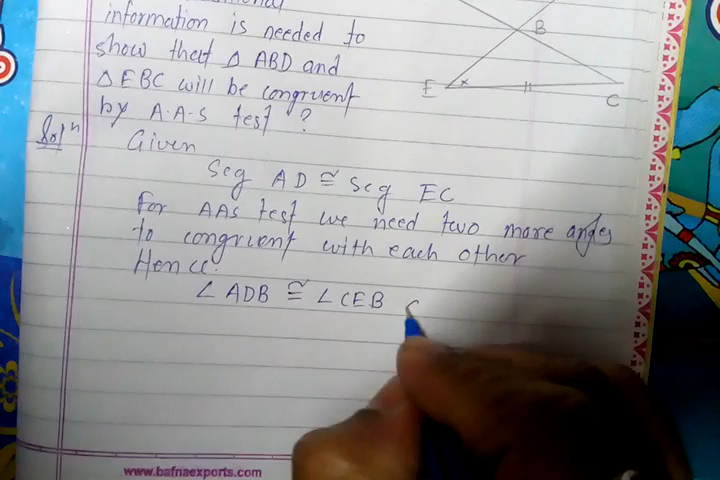 information is needed to
show that △ ABD and
△ EBC will be congruent
by A.A.S test ?
Solⁿ
Given
seg AD ≅ seg EC
For AAS test we need two more angles
to congruent with each other
Hence.
∠ ADB ≅ ∠ CEB
B
E
C
www.bafnaexports.com